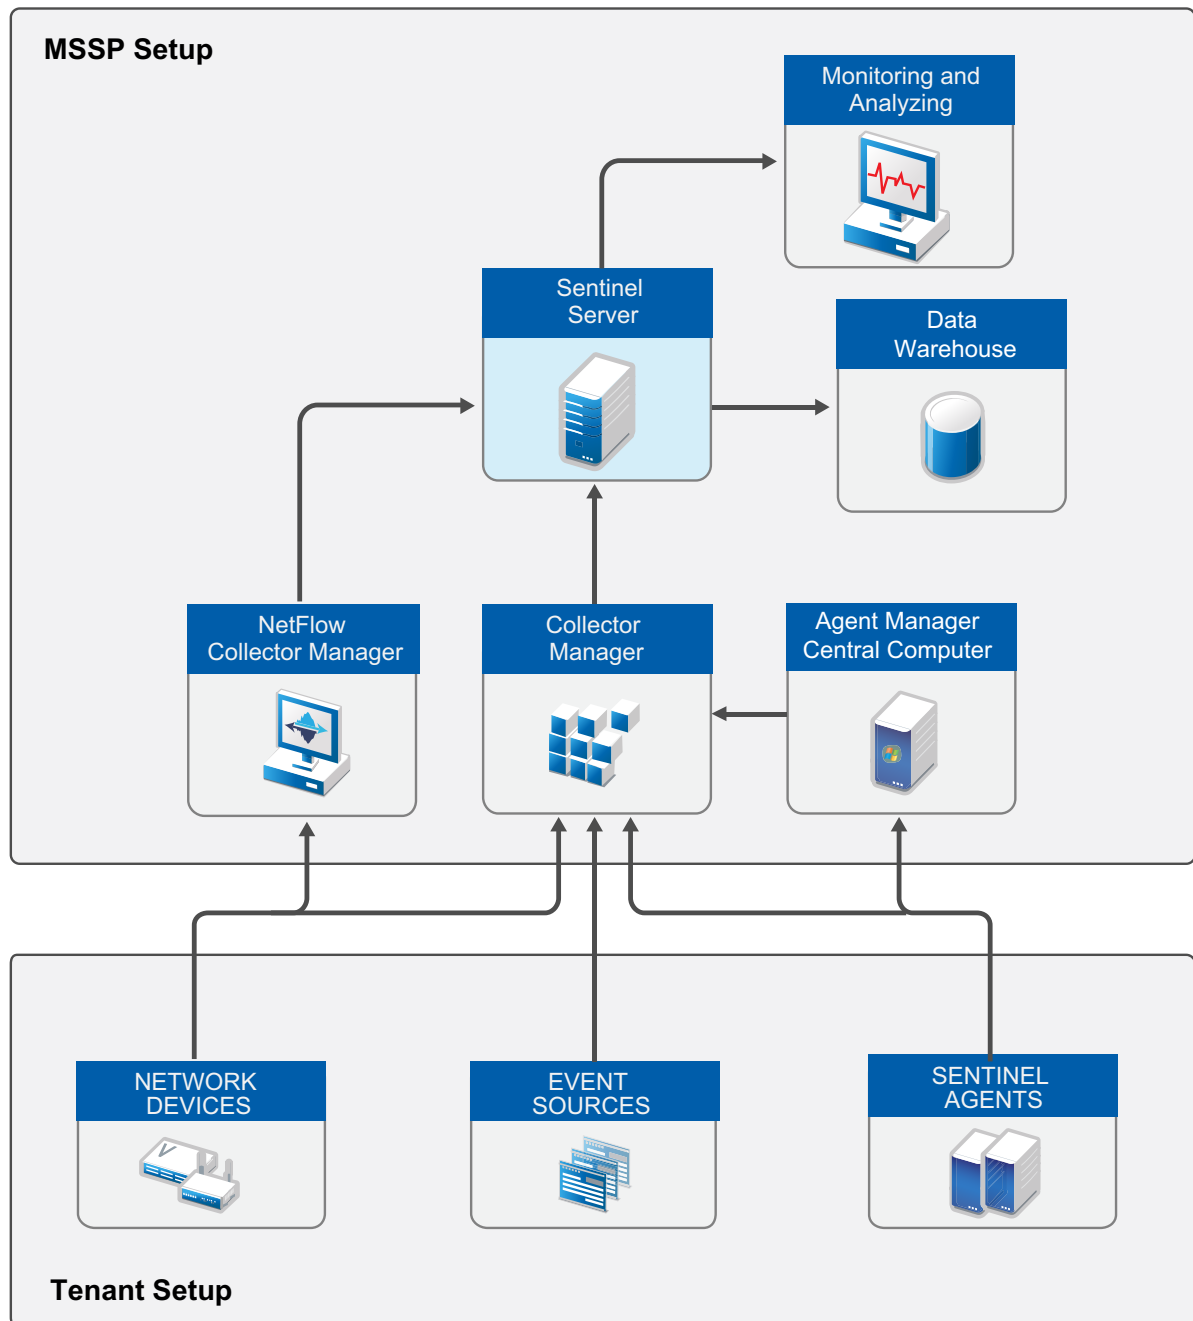 MSSP Setup
Monitoring and
Analyzing
Sentinel
Server
Data
Warehouse
NetFlow
Collector Manager
Collector
Manager
Agent Manager
Central Computer
NETWORK
DEVICES
EVENT
SOURCES
SENTINEL
AGENTS
Tenant Setup